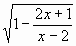 √(1 − (2x + 1)/(x − 2))